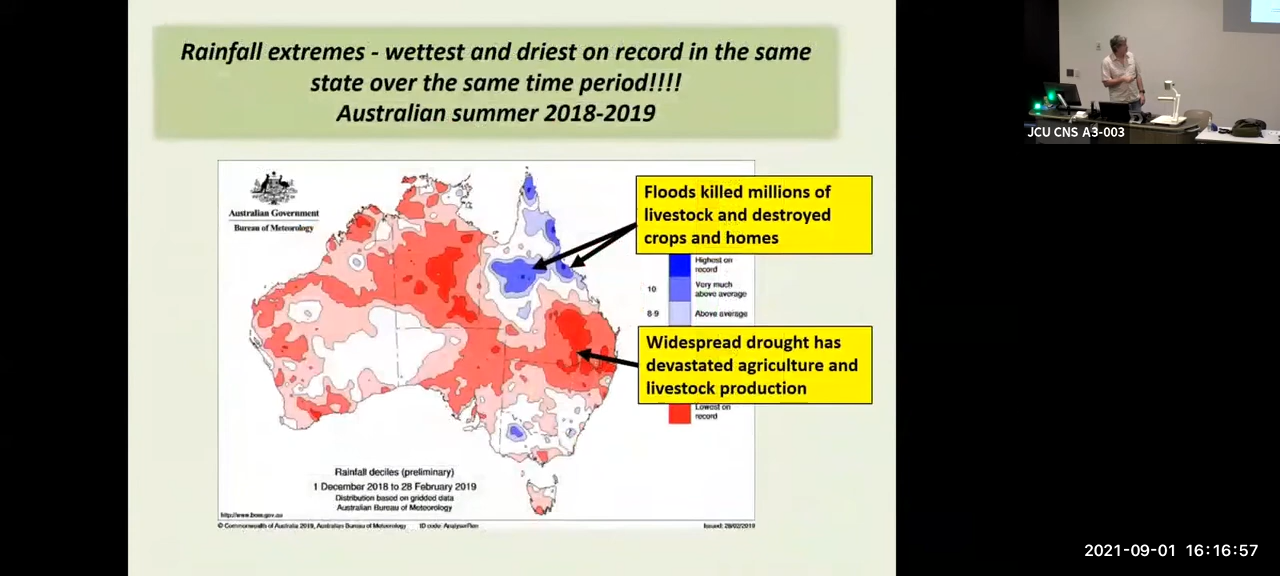 Rainfall extremes - wettest and driest on record in the same
state over the same time period!!!!
Australian summer 2018-2019
Australian Government
Bureau of Meteorology
Floods killed millions of
livestock and destroyed
crops and homes
Highest on
record
10
Very much
above average
8-9
Above average
Widespread drought has
devastated agriculture and
livestock production
Lowest on
record
Rainfall deciles (preliminary)
1 December 2018 to 28 February 2019
Distribution based on gridded data
Australian Bureau of Meteorology
http://www.bom.gov.au
© Commonwealth of Australia 2019, Australian Bureau of Meteorology
ID code: AnalyserPlan
Issued: 28/02/2019
JCU CNS A3-003
2021-09-01 16:16:57